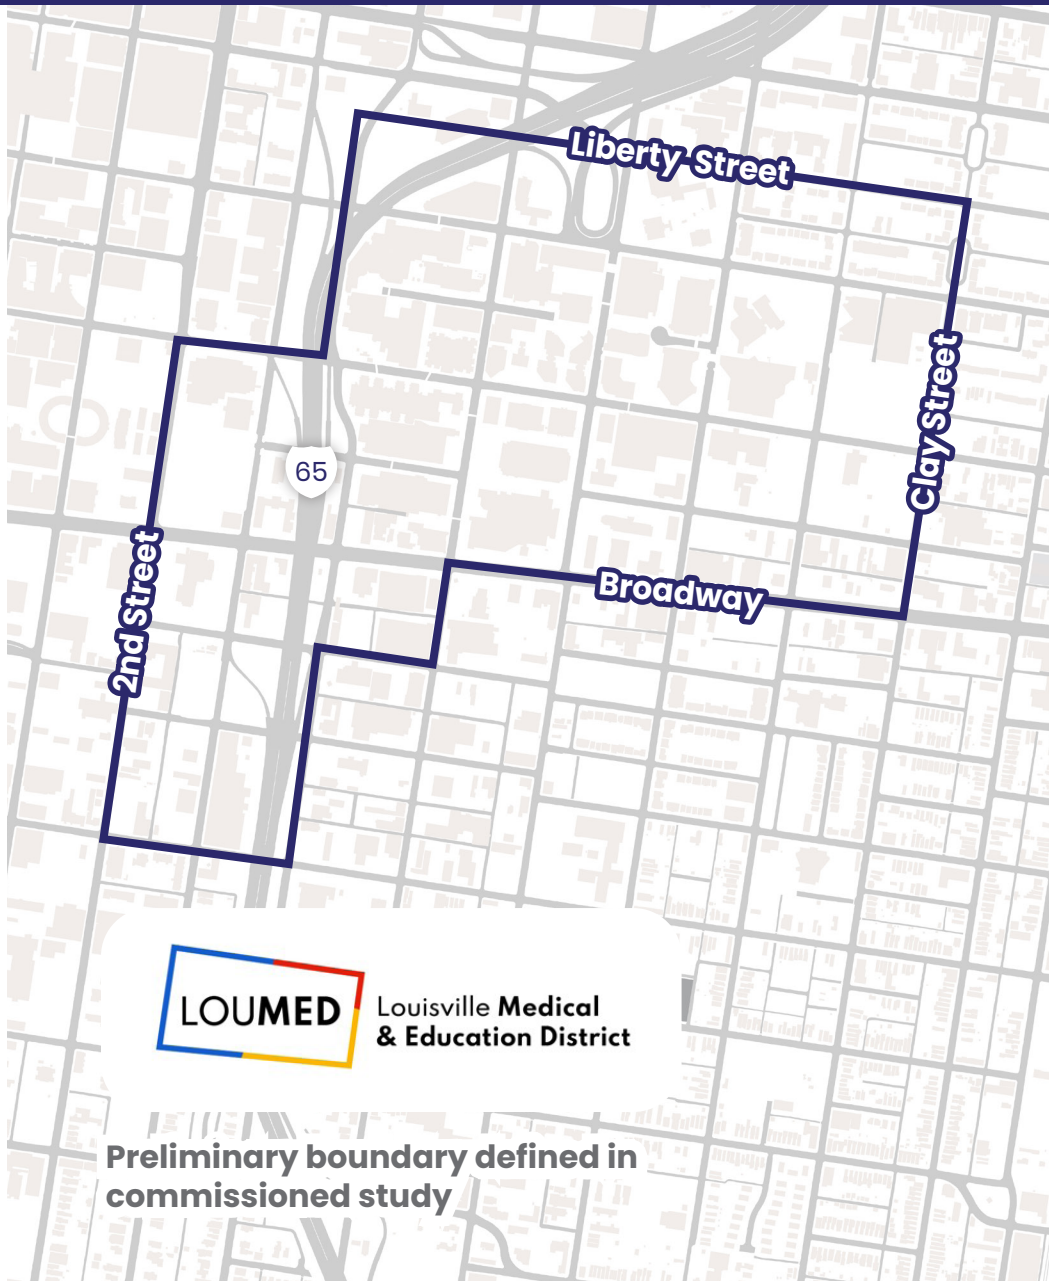 Liberty Street
Clay Street
65
2nd Street
Broadway
LOUMED
Louisville Medical
& Education District
Preliminary boundary defined in
commissioned study